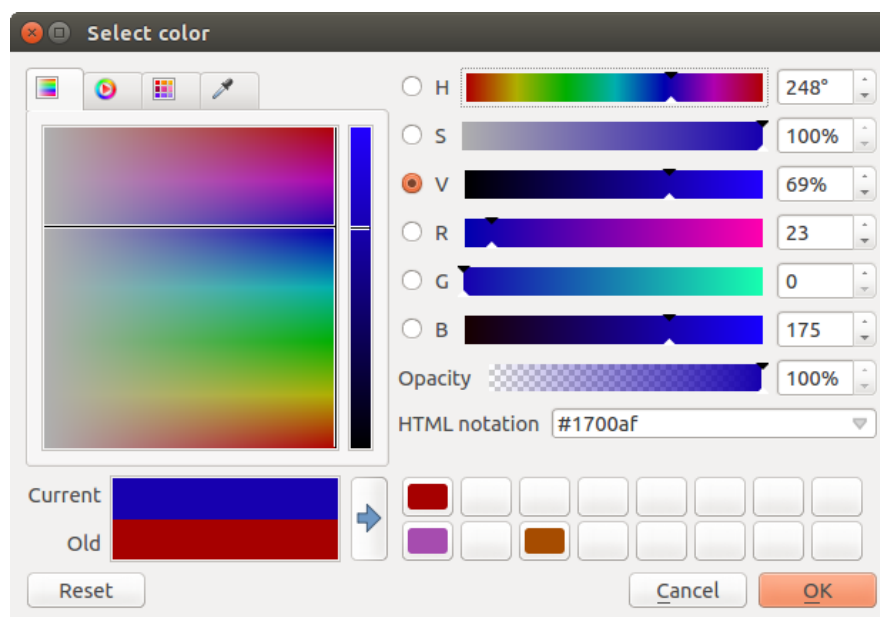 Select color
H 248°
S 100%
V 69%
R 23
G 0
B 175
Opacity 100%
HTML notation #1700af
Current
Old
Reset Cancel OK